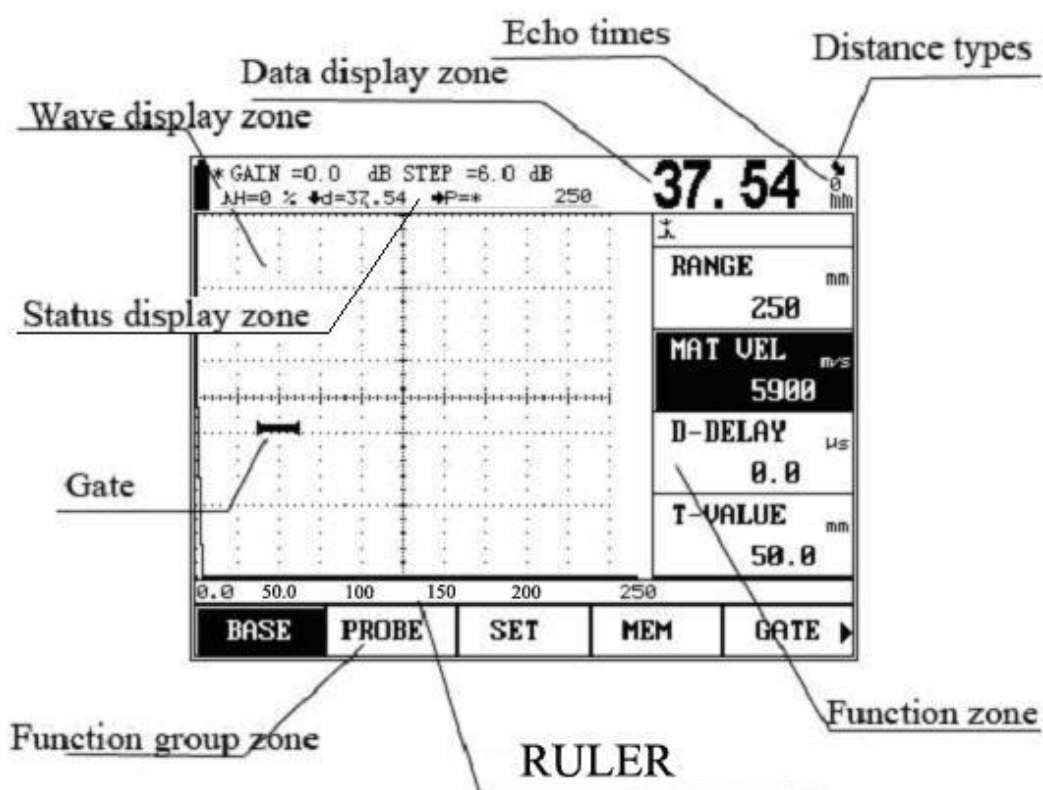 Echo times
Distance types
Data display zone
Wave display zone
* GAIN =0.0 dB STEP =6.0 dB
H=0 % d=37.54 P=* 250
37.54
0
mm
RANGE mm
250
Status display zone
MAT VEL m/s
5900
D-DELAY µs
0.0
Gate
T-VALUE mm
50.0
0.0 50.0 100 150 200 250
BASE PROBE SET MEM GATE
Function zone
Function group zone
RULER